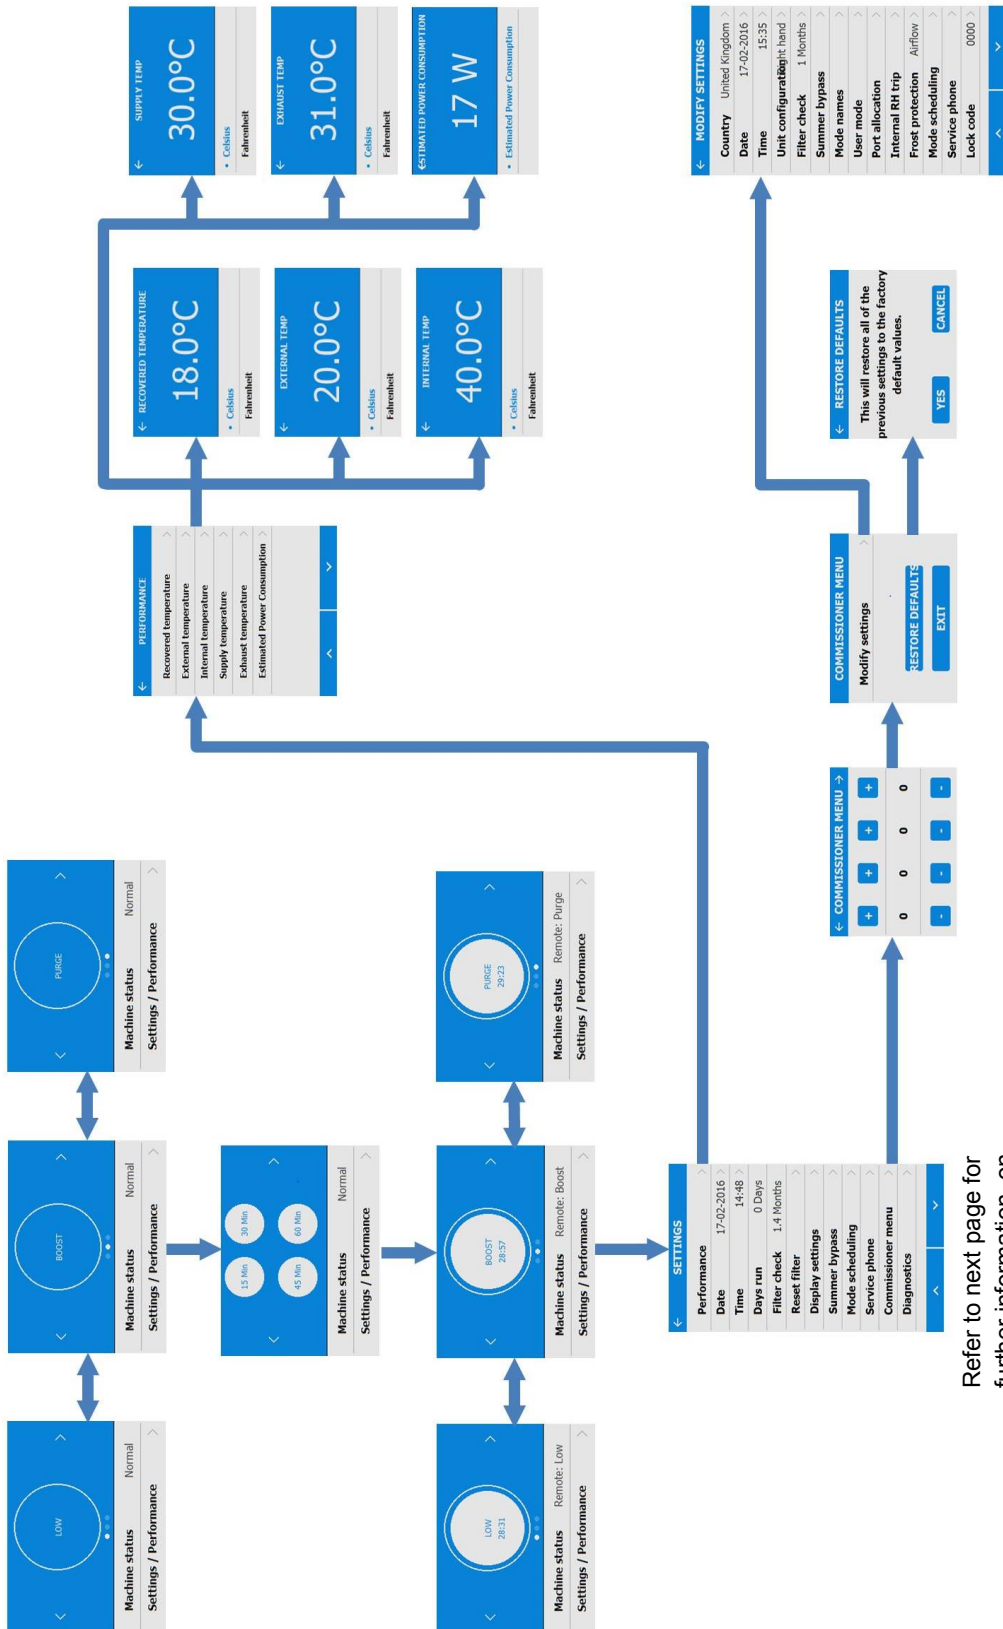 LOW
Machine status Normal
Settings / Performance
BOOST
Machine status Normal
Settings / Performance
PURGE
Machine status Normal
Settings / Performance
15 Min 30 Min
45 Min 60 Min
Machine status Normal
Settings / Performance
LOW
28:31
Machine status Remote: Low
Settings / Performance
BOOST
28:57
Machine status Remote: Boost
Settings / Performance
PURGE
29:23
Machine status Remote: Purge
Settings / Performance
SETTINGS
Performance
Date 17-02-2016
Time 14:48
Days run 0 Days
Filter check 1.4 Months
Reset filter
Display settings
Summer bypass
Mode scheduling
Service phone
Commissioner menu
Diagnostics
PERFORMANCE
Recovered temperature
External temperature
Internal temperature
Supply temperature
Exhaust temperature
Estimated Power Consumption
RECOVERED TEMPERATURE
18.0°C
• Celsius
Fahrenheit
EXTERNAL TEMP
20.0°C
• Celsius
Fahrenheit
INTERNAL TEMP
40.0°C
• Celsius
Fahrenheit
SUPPLY TEMP
30.0°C
• Celsius
Fahrenheit
EXHAUST TEMP
31.0°C
• Celsius
Fahrenheit
ESTIMATED POWER CONSUMPTION
17 W
• Estimated Power Consumption
← COMMISSIONER MENU →
+ + + +
0 0 0 0
- - - -
COMMISSIONER MENU
Modify settings
RESTORE DEFAULTS
EXIT
RESTORE DEFAULTS
This will restore all of the
previous settings to the factory
default values.
YES CANCEL
MODIFY SETTINGS
Country United Kingdom
Date 17-02-2016
Time 15:35
Unit configuration ght hand
Filter check 1 Months
Summer bypass
Mode names
User mode
Port allocation
Internal RH trip
Frost protection Airflow
Mode scheduling
Service phone
Lock code 0000
Refer to next page for
further information on